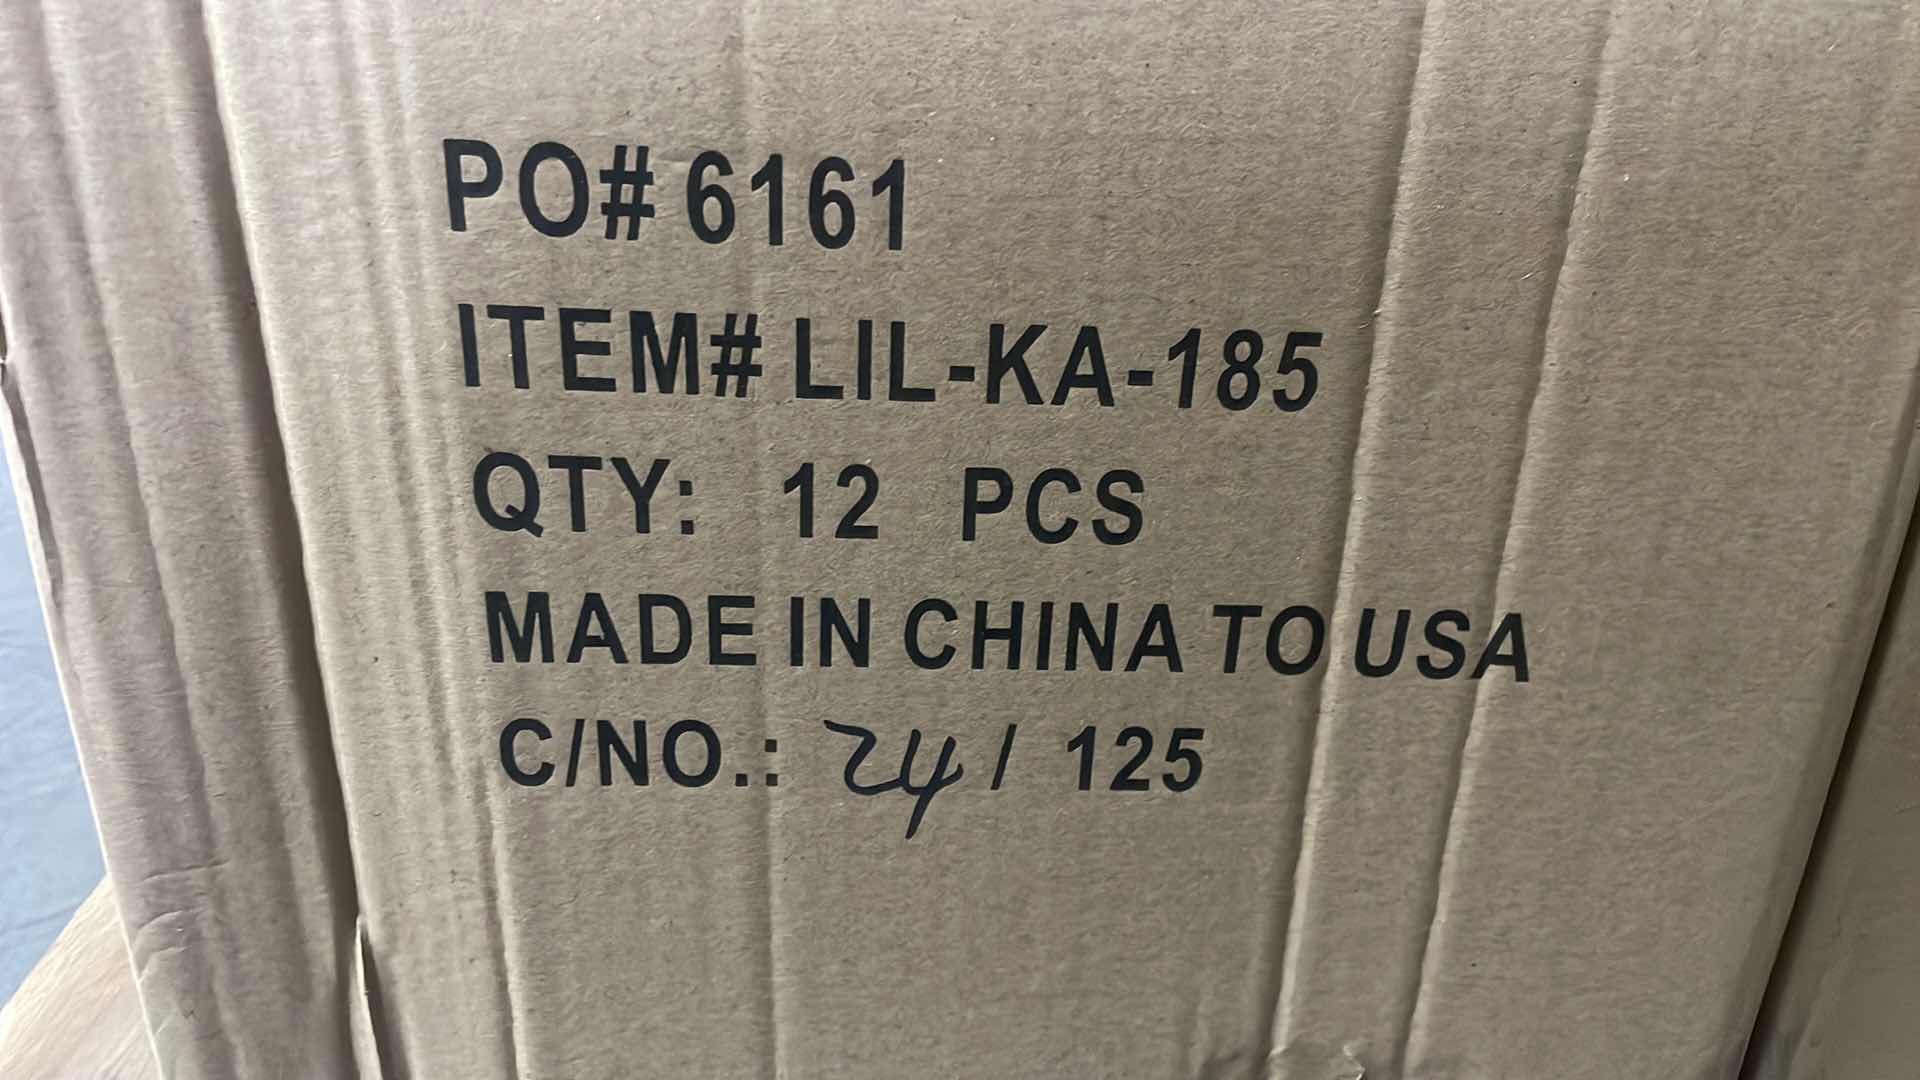 PO# 6161
ITEM# LIL-KA-185
QTY: 12 PCS
MADE IN CHINA TO USA
C/NO.: 24 / 125